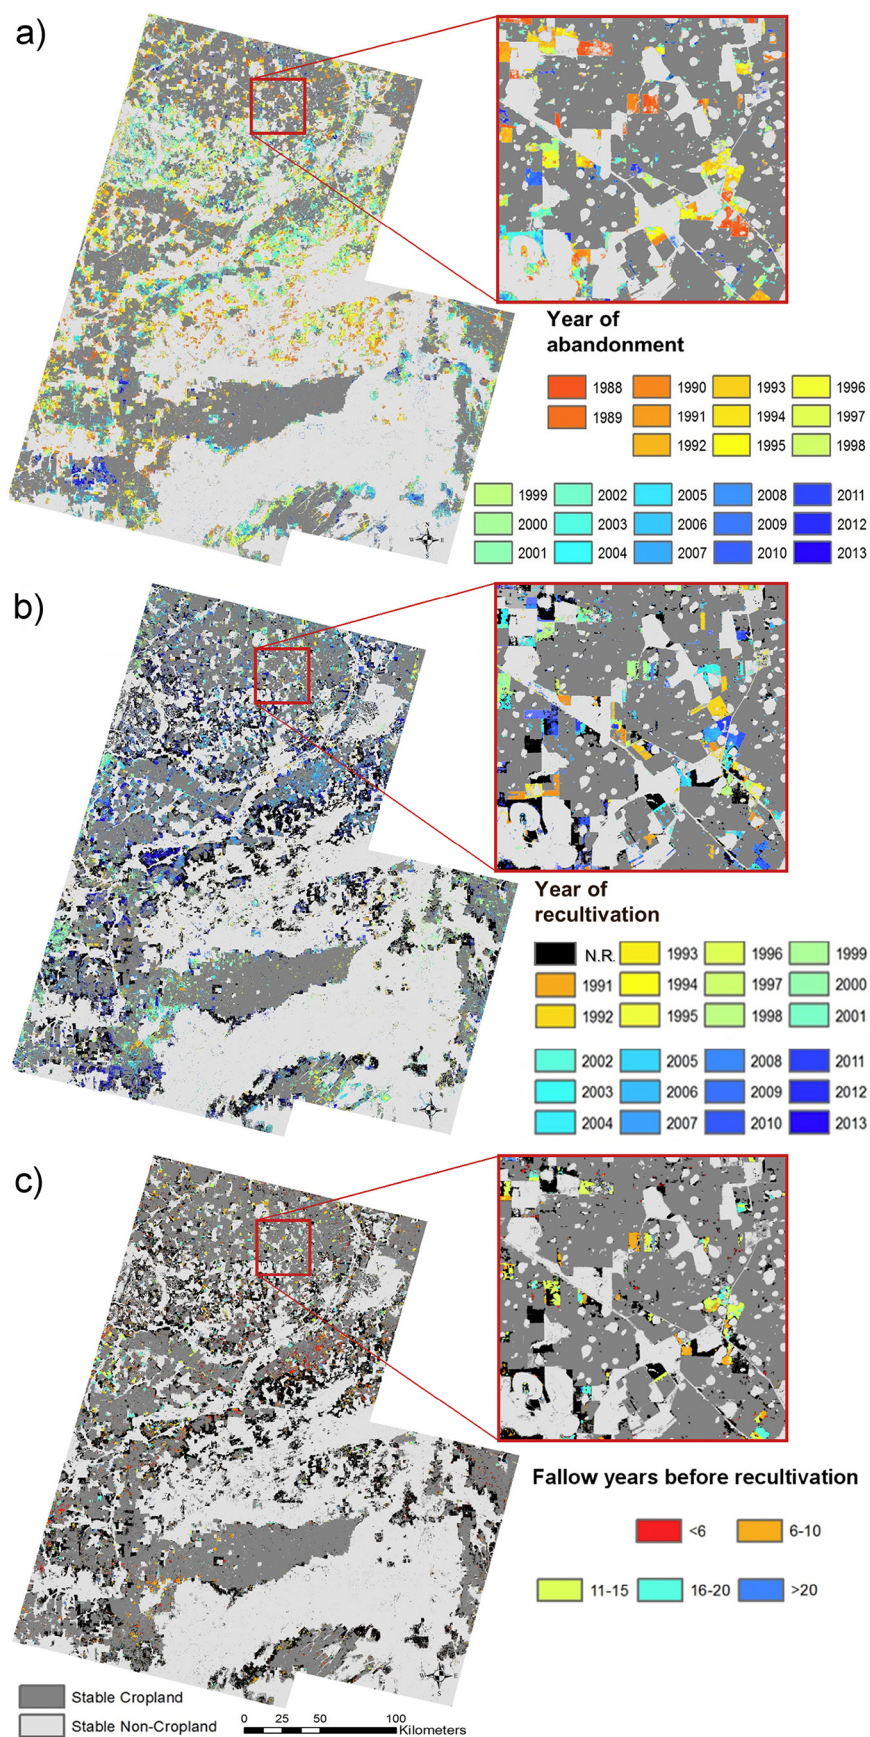 a)
Year of
abandonment
1988 1990 1993 1996
1989 1991 1994 1997
1992 1995 1998
1999 2002 2005 2008 2011
2000 2003 2006 2009 2012
2001 2004 2007 2010 2013
N
W E
S
b)
Year of
recultivation
N.R. 1993 1996 1999
1991 1994 1997 2000
1992 1995 1998 2001
2002 2005 2008 2011
2003 2006 2009 2012
2004 2007 2010 2013
N
W E
S
c)
Fallow years before recultivation
<6 6-10
11-15 16-20 >20
N
W E
S
Stable Cropland
Stable Non-Cropland
0 25 50 100
Kilometers